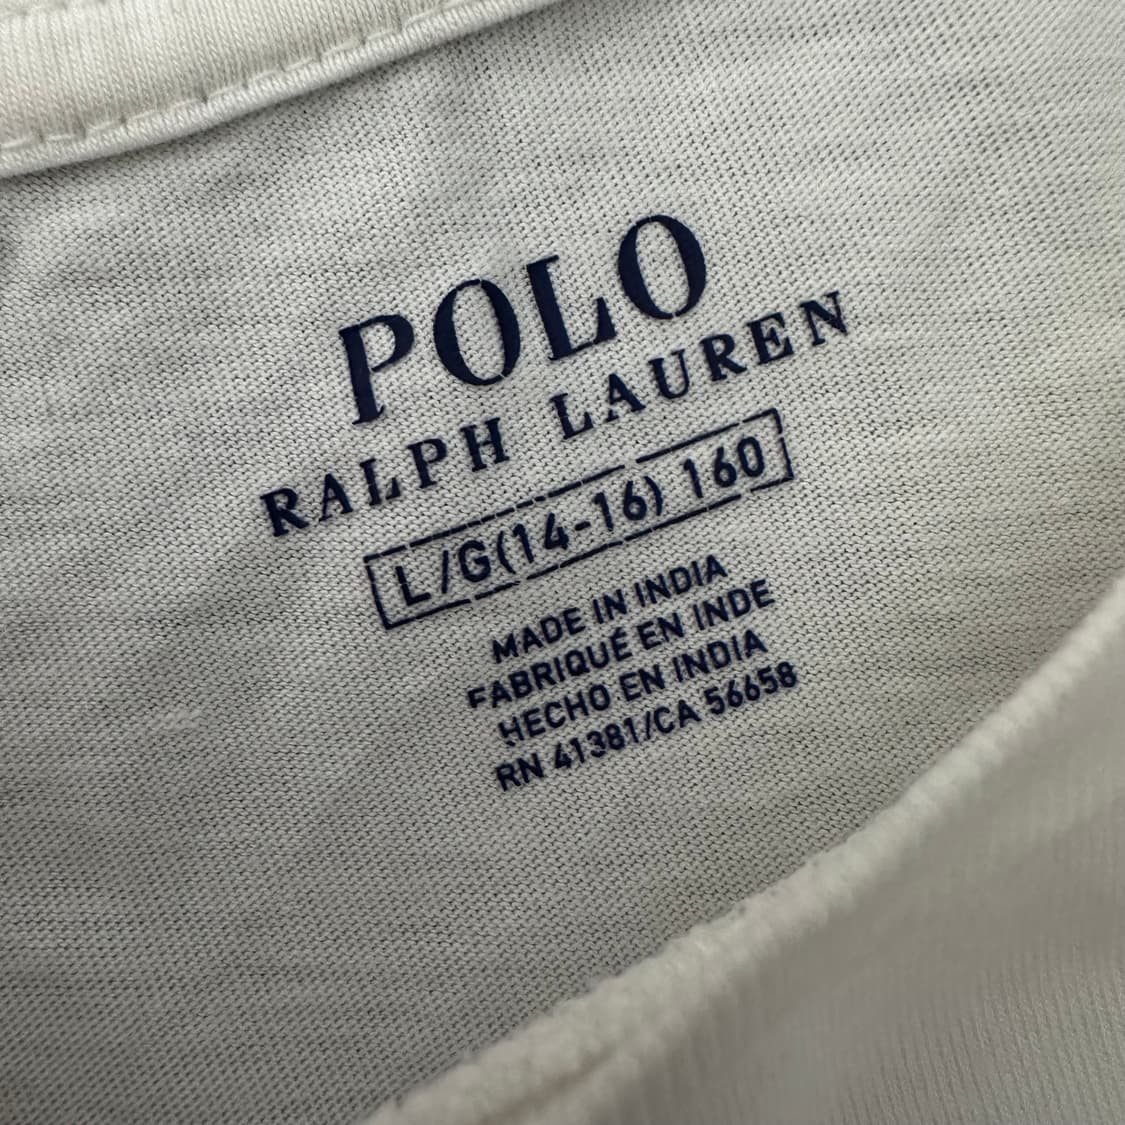 POLO
RALPH LAUREN
L/G(14-16) 160
MADE IN INDIA
FABRIQUÉ EN INDE
HECHO EN INDIA
RN 41381/CA 56658